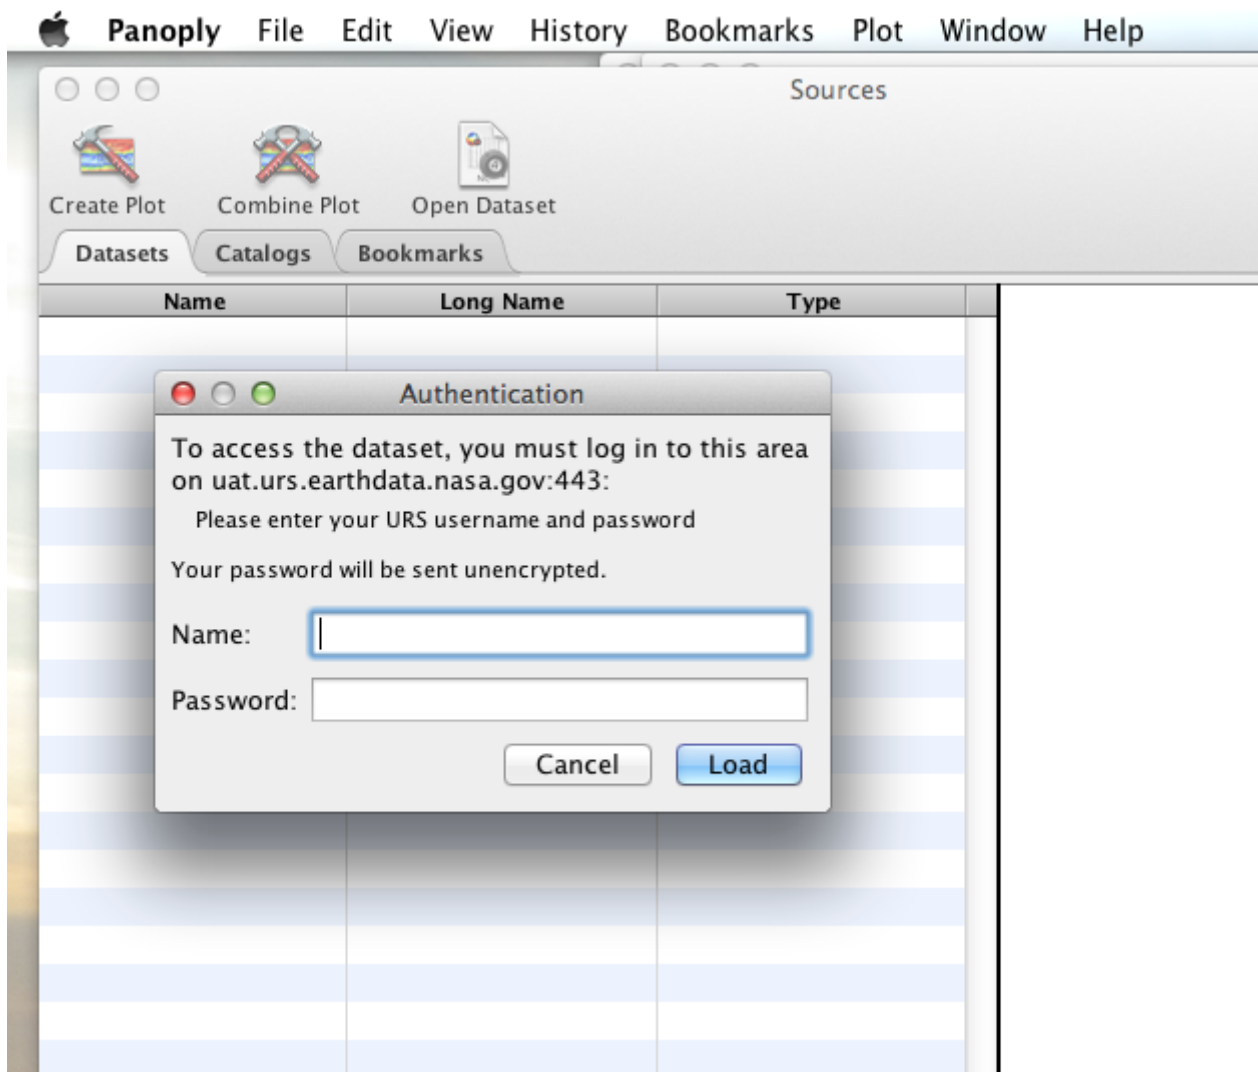 Panoply File Edit View History Bookmarks Plot Window Help
Sources
Create Plot Combine Plot Open Dataset
Datasets Catalogs Bookmarks
Name Long Name Type
Authentication
To access the dataset, you must log in to this area
on uat.urs.earthdata.nasa.gov:443:
Please enter your URS username and password
Your password will be sent unencrypted.
Name:
Password:
Cancel Load